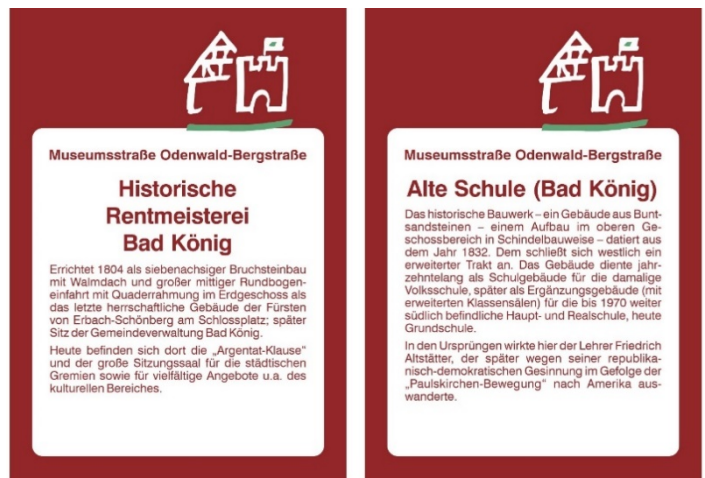 Museumsstraße Odenwald-Bergstraße
Historische
Rentmeisterei
Bad König
Errichtet 1804 als siebenachsiger Bruchsteinbau
mit Walmdach und großer mittiger Rundbogen-
einfahrt mit Quaderrahmung im Erdgeschoss als
das letzte herrschaftliche Gebäude der Fürsten
von Erbach-Schönberg am Schlossplatz; später
Sitz der Gemeindeverwaltung Bad König.
Heute befinden sich dort die „Argentat-Klause“
und der große Sitzungssaal für die städtischen
Gremien sowie für vielfältige Angebote u.a. des
kulturellen Bereiches.
Museumsstraße Odenwald-Bergstraße
Alte Schule (Bad König)
Das historische Bauwerk – ein Gebäude aus Bunt-
sandsteinen – einem Aufbau im oberen Ge-
schossbereich in Schindelbauweise – datiert aus
dem Jahr 1832. Dem schließt sich westlich ein
erweiterter Trakt an. Das Gebäude diente jahr-
zehntelang als Schulgebäude für die damalige
Volksschule, später als Ergänzungsgebäude (mit
erweiterten Klassensälen) für die bis 1970 weiter
südlich befindliche Haupt- und Realschule, heute
Grundschule.
In den Ursprüngen wirkte hier der Lehrer Friedrich
Altstätter, der später wegen seiner republika-
nisch-demokratischen Gesinnung im Gefolge der
„Paulskirchen-Bewegung“ nach Amerika aus-
wanderte.